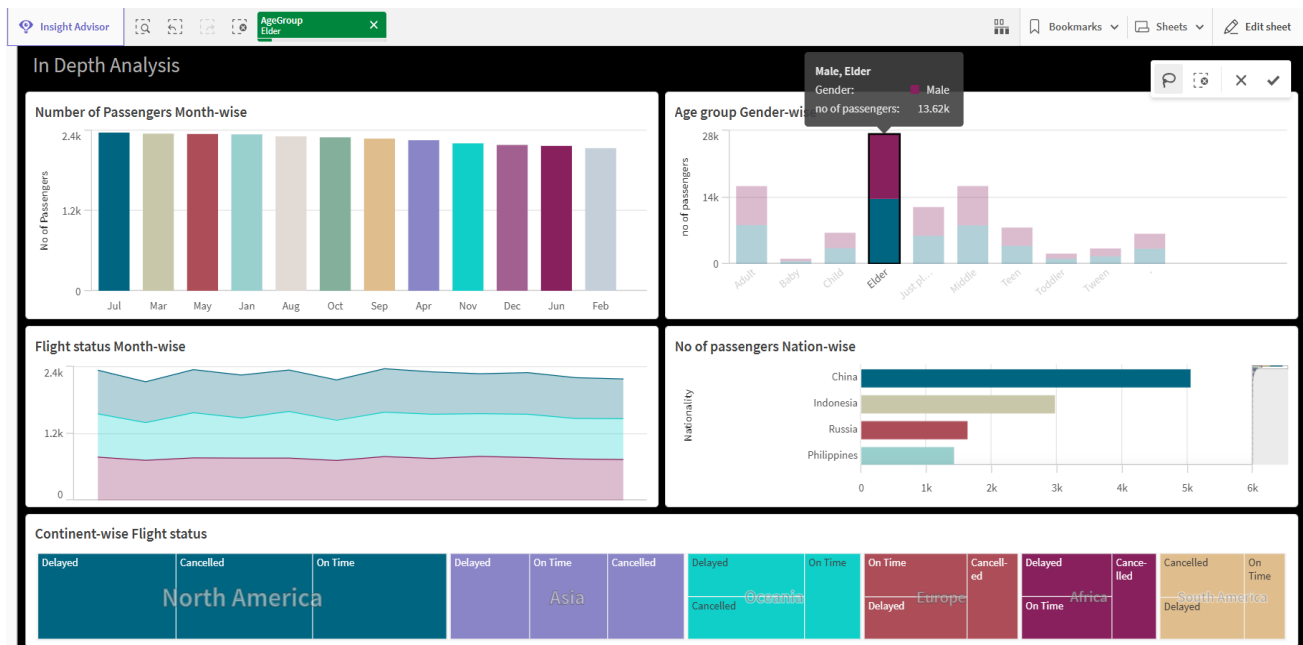 Insight Advisor
AgeGroup
Elder
Bookmarks
Sheets
Edit sheet
In Depth Analysis
Male, Elder
Gender: Male
no of passengers: 13.62k
Number of Passengers Month-wise
2.4k
1.2k
0
No of Passengers
Jul Mar May Jan Aug Oct Sep Apr Nov Dec Jun Feb
Age group Gender-wise
28k
14k
0
no of passengers
Adult Baby Child Elder Just pl... Middle Teen Toddler Tween -
Flight status Month-wise
2.4k
1.2k
0
No of passengers Nation-wise
Nationality
China
Indonesia
Russia
Philippines
0 1k 2k 3k 4k 5k 6k
Continent-wise Flight status
Delayed Cancelled On Time
North America
Delayed On Time Cancelled
Asia
Delayed On Time
Cancelled
Oceania
On Time Cancell-
ed
Delayed
Europe
Delayed Cance-
lled
On Time
Africa
Cancelled On
Time
Delayed
South America